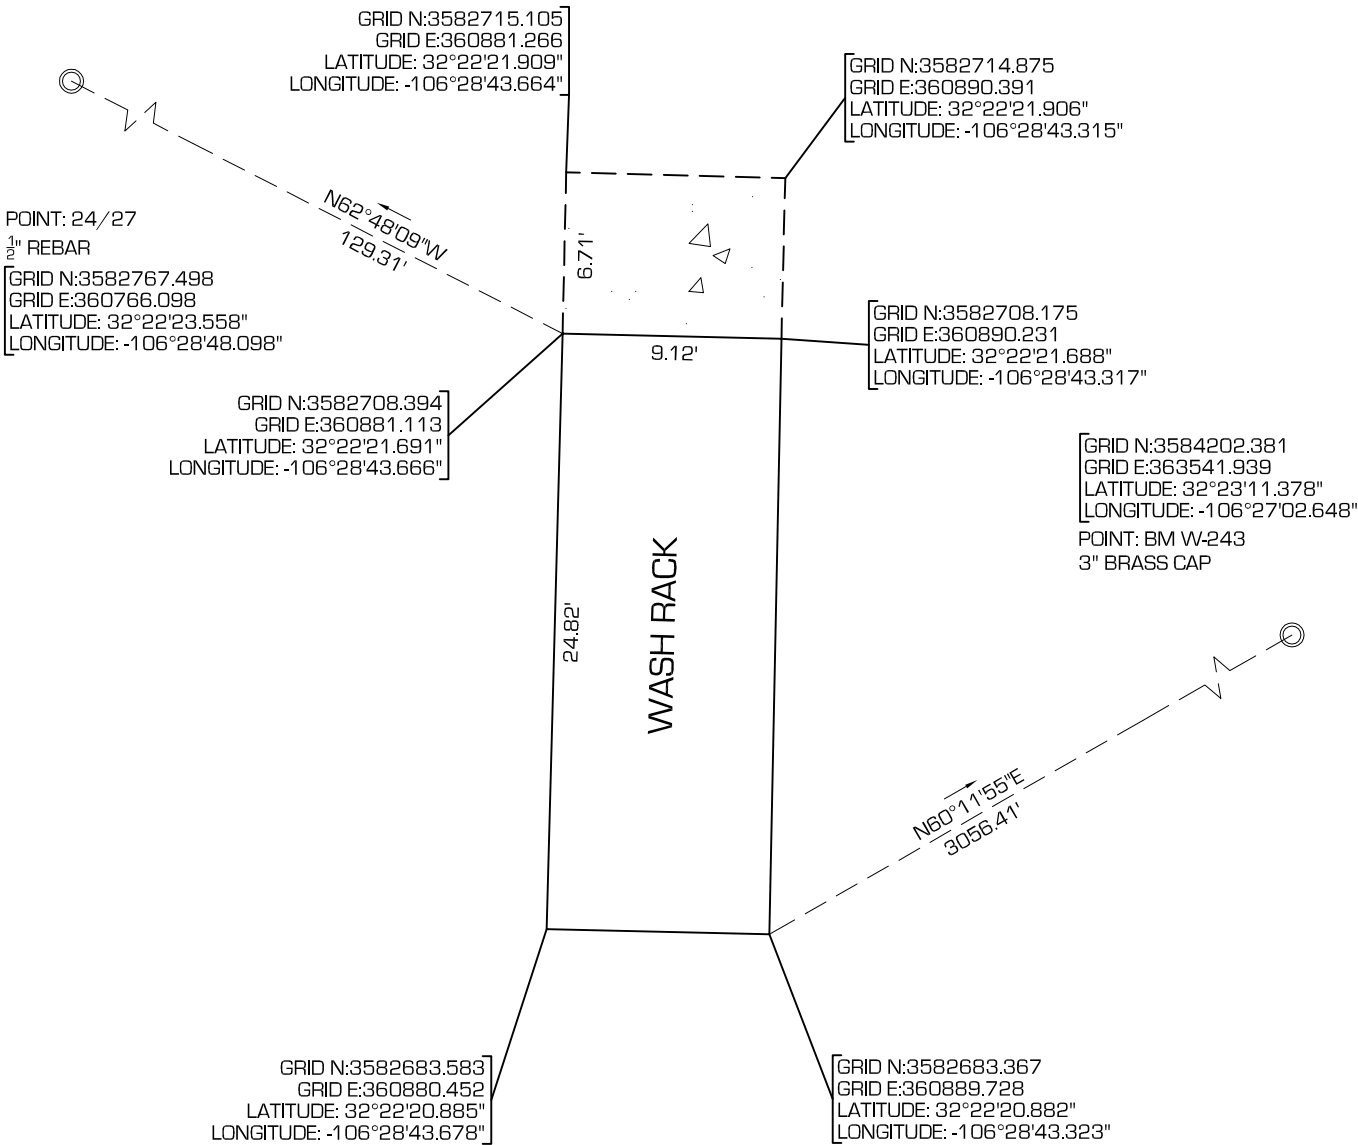 GRID N:3582715.105
GRID E:360881.266
LATITUDE: 32°22'21.909"
LONGITUDE: -106°28'43.664"
GRID N:3582714.875
GRID E:360890.391
LATITUDE: 32°22'21.906"
LONGITUDE: -106°28'43.315"
N62°48'09"W
129.31'
POINT: 24/27
½" REBAR
GRID N:3582767.498
GRID E:360766.098
LATITUDE: 32°22'23.558"
LONGITUDE: -106°28'48.098"
6.71'
9.12'
GRID N:3582708.175
GRID E:360890.231
LATITUDE: 32°22'21.688"
LONGITUDE: -106°28'43.317"
GRID N:3582708.394
GRID E:360881.113
LATITUDE: 32°22'21.691"
LONGITUDE: -106°28'43.666"
GRID N:3584202.381
GRID E:363541.939
LATITUDE: 32°23'11.378"
LONGITUDE: -106°27'02.648"
POINT: BM W-243
3" BRASS CAP
24.82'
WASH RACK
N60°11'55"E
3056.41'
GRID N:3582683.583
GRID E:360880.452
LATITUDE: 32°22'20.885"
LONGITUDE: -106°28'43.678"
GRID N:3582683.367
GRID E:360889.728
LATITUDE: 32°22'20.882"
LONGITUDE: -106°28'43.323"